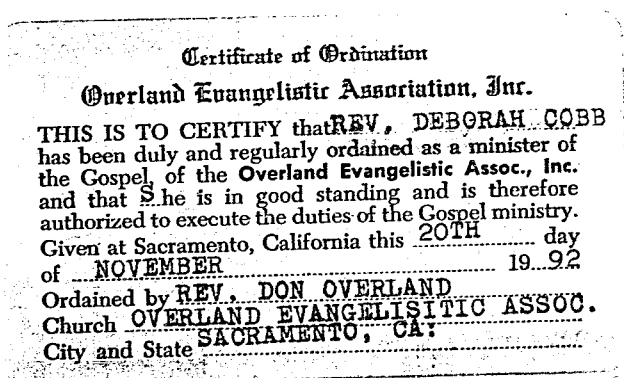 Certificate of Ordination
Overland Evangelistic Association, Inc.
THIS IS TO CERTIFY that REV. DEBORAH COBB
has been duly and regularly ordained as a minister of
the Gospel, of the Overland Evangelistic Assoc., Inc.
and that S he is in good standing and is therefore
authorized to execute the duties of the Gospel ministry.
Given at Sacramento, California this 20TH day
of NOVEMBER 19 92
Ordained by REV. DON OVERLAND
Church OVERLAND EVANGELISITIC ASSOC.
City and State SACRAMENTO, CA: